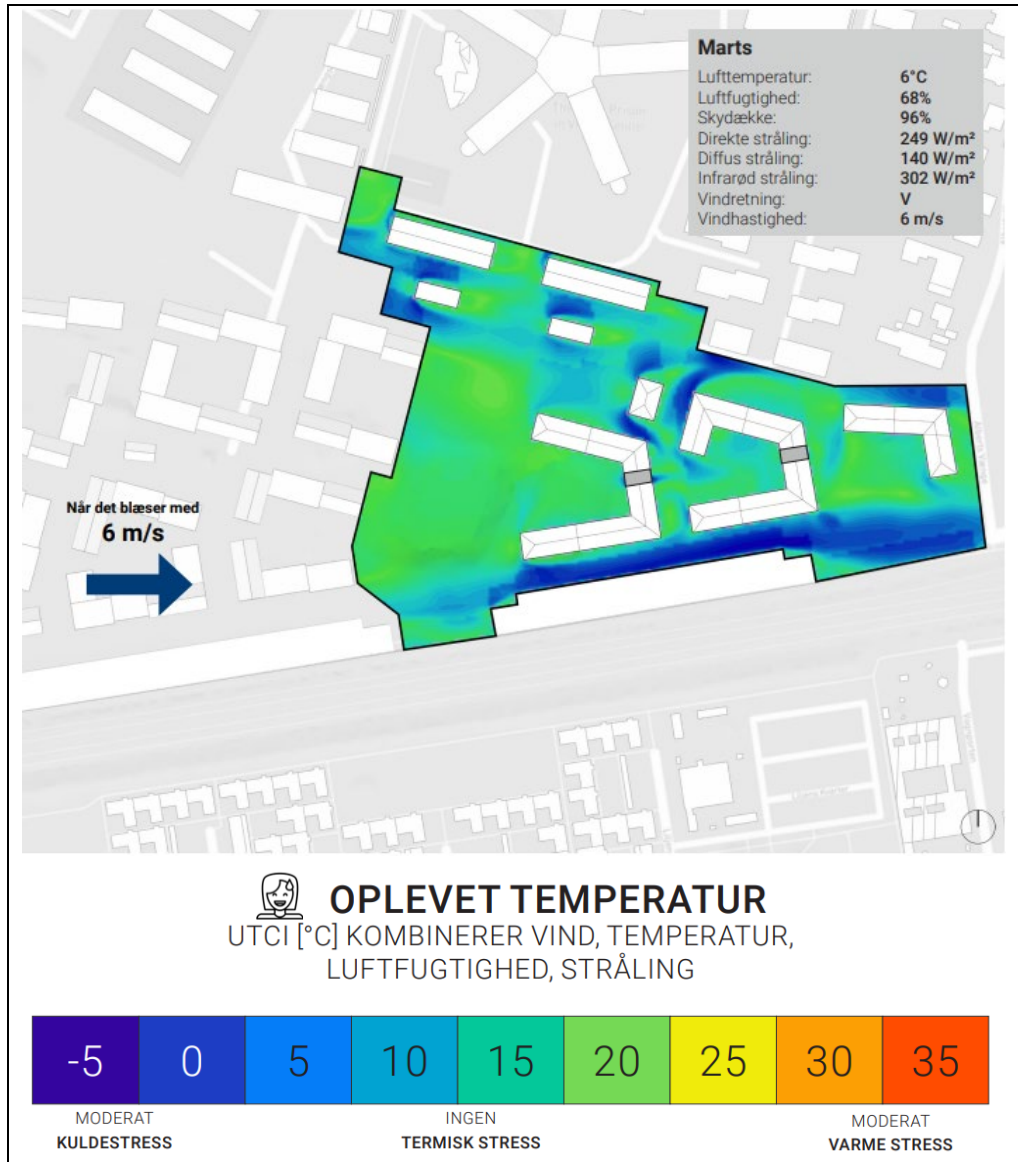 Marts
Lufttemperatur: 6°C
Luftfugtighed: 68%
Skydække: 96%
Direkte stråling: 249 W/m²
Diffus stråling: 140 W/m²
Infrarød stråling: 302 W/m²
Vindretning: V
Vindhastighed: 6 m/s
Når det blæser med
6 m/s
OPLEVET TEMPERATUR
UTCI [°C] KOMBINERER VIND, TEMPERATUR,
LUFTFUGTIGHED, STRÅLING
-5 0 5 10 15 20 25 30 35
MODERAT INGEN MODERAT
KULDESTRESS TERMISK STRESS VARME STRESS